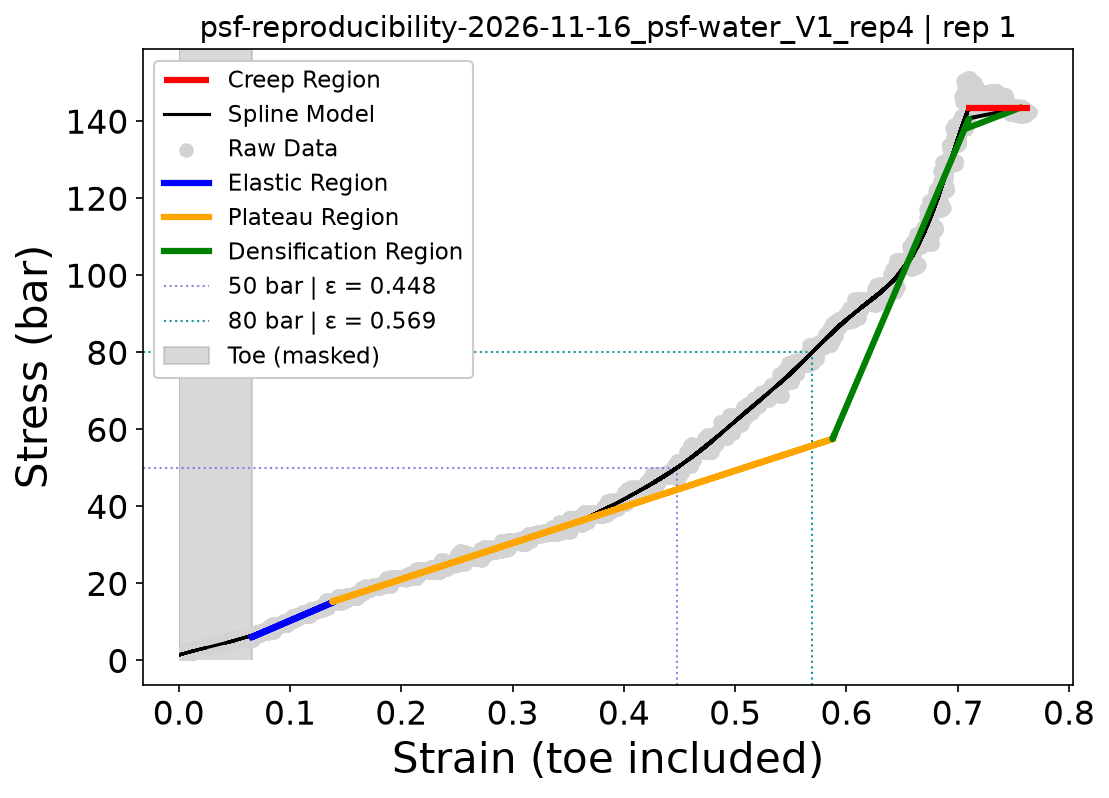 psf-reproducibility-2026-11-16_psf-water_V1_rep4 | rep 1
Creep Region
Spline Model
Raw Data
Elastic Region
Plateau Region
Densification Region
50 bar | ε = 0.448
80 bar | ε = 0.569
Toe (masked)
Stress (bar)
140
120
100
80
60
40
20
0
0.0 0.1 0.2 0.3 0.4 0.5 0.6 0.7 0.8
Strain (toe included)